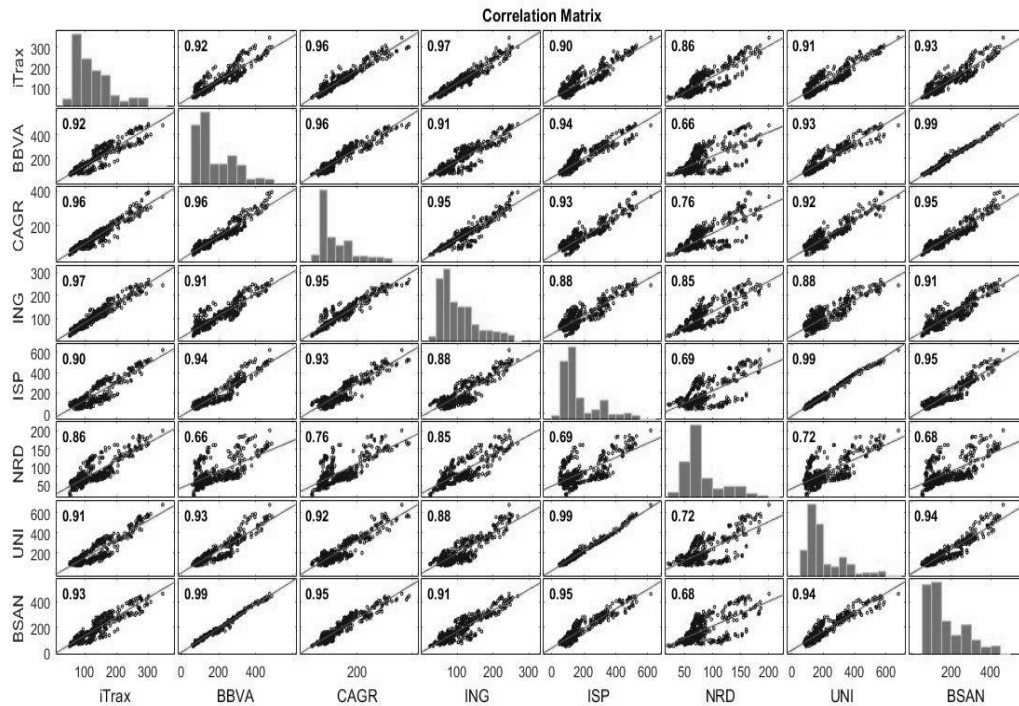 Correlation Matrix
iTrax
300
200
100
0.92 0.96 0.97 0.90 0.86 0.91 0.93
BBVA
400
200
0.92 0.96 0.91 0.94 0.66 0.93 0.99
CAGR
400
200
0.96 0.96 0.95 0.93 0.76 0.92 0.95
ING
300
200
100
0.97 0.91 0.95 0.88 0.85 0.88 0.91
ISP
600
400
200
0
0.90 0.94 0.93 0.88 0.69 0.99 0.95
NRD
200
150
100
50
0.86 0.66 0.76 0.85 0.69 0.72 0.68
UNI
600
400
200
0.91 0.93 0.92 0.88 0.99 0.72 0.94
BSAN
400
200
0
0.93 0.99 0.95 0.91 0.95 0.68 0.94
100 200 300 0 200 400 200 100 200 300 0 200 400 600 50 100 150 200 0 200 400 600 200 400
iTrax BBVA CAGR ING ISP NRD UNI BSAN